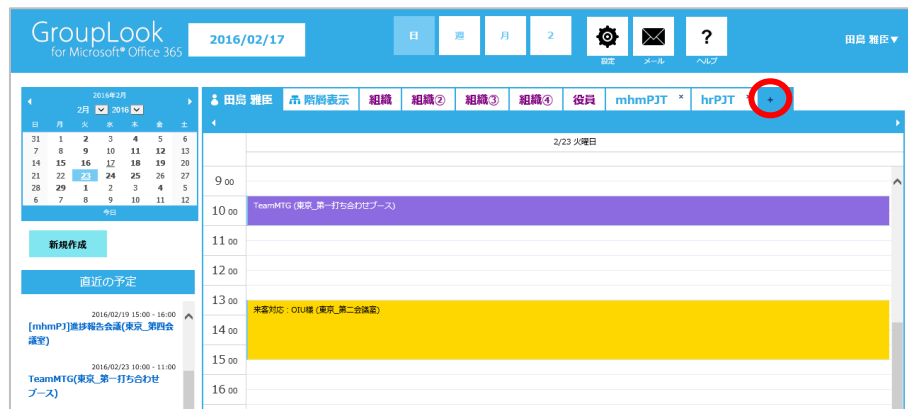 GroupLook
for Microsoft® Office 365
2016/02/17
日 週 月 2
設定 メール ? ヘルプ
田島 雅臣▼
2016年2月
2月 2016
日 月 火 水 木 金 土
31 1 2 3 4 5 6
7 8 9 10 11 12 13
14 15 16 17 18 19 20
21 22 23 24 25 26 27
28 29 1 2 3 4 5
6 7 8 9 10 11 12
今日
新規作成
直近の予定
2016/02/19 15:00 - 16:00
[mhmPJ]進捗報告会議(東京_第四会
議室)
2016/02/23 10:00 - 11:00
TeamMTG(東京_第一打ち合わせ
ブース)
田島 雅臣 品 階層表示 組織 組織② 組織③ 組織④ 役員 mhmPJT × hrPJT × +
2/23 火曜日
9 00
10 00 TeamMTG (東京_第一打ち合わせブース)
11 00
12 00
13 00 来客対応：OIU様 (東京_第二会議室)
14 00
15 00
16 00